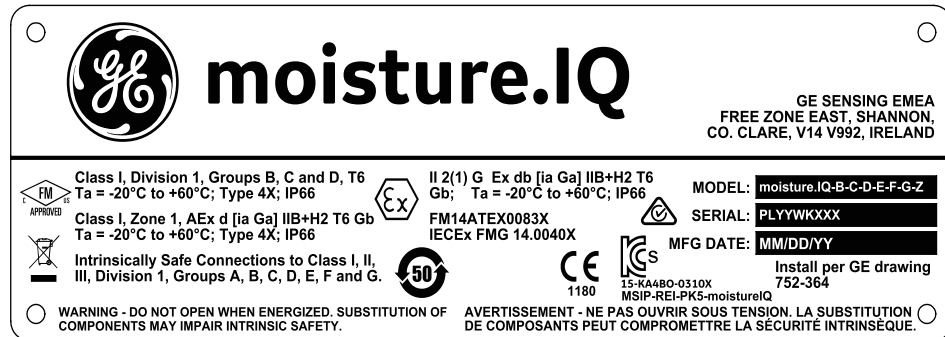 GE
moisture.IQ
GE SENSING EMEA
FREE ZONE EAST, SHANNON,
CO. CLARE, V14 V992, IRELAND
FM
C US
APPROVED
Class I, Division 1, Groups B, C and D, T6
Ta = -20°C to +60°C; Type 4X; IP66
Class I, Zone 1, AEx d [ia Ga] IIB+H2 T6 Gb
Ta = -20°C to +60°C; Type 4X; IP66
Intrinsically Safe Connections to Class I, II,
III, Division 1, Groups A, B, C, D, E, F and G.
Ex
II 2(1) G Ex db [ia Ga] IIB+H2 T6
Gb; Ta = -20°C to +60°C; IP66
FM14ATEX0083X
IECEx FMG 14.0040X
50
CE
1180
KC S
15-KA4BO-0310X
MSIP-REI-PK5-moistureIQ
MODEL: moisture.IQ-B-C-D-E-F-G-Z
SERIAL: PLYYWKXXX
MFG DATE: MM/DD/YY
Install per GE drawing
752-364
WARNING - DO NOT OPEN WHEN ENERGIZED. SUBSTITUTION OF
COMPONENTS MAY IMPAIR INTRINSIC SAFETY.
AVERTISSEMENT - NE PAS OUVRIR SOUS TENSION. LA SUBSTITUTION
DE COMPOSANTS PEUT COMPROMETTRE LA SÉCURITÉ INTRINSÈQUE.